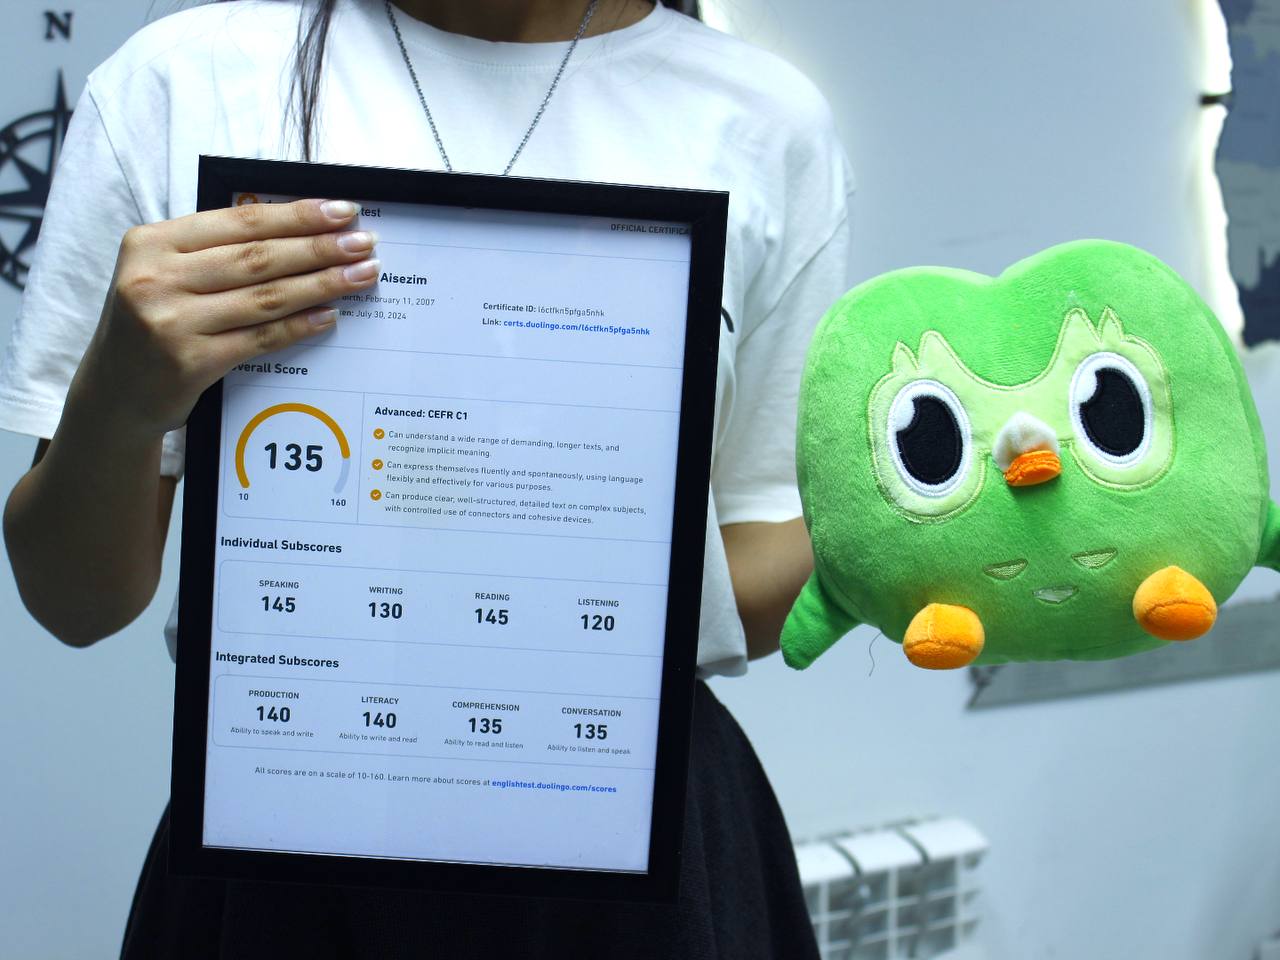 N
test
OFFICIAL CERTIFICA
Aisezim
Birth: February 11, 2007
ken: July 30, 2024
Certificate ID: l6ctfkn5pfga5nhk
Link: certs.duolingo.com/l6ctfkn5pfga5nhk
verall Score
135
10
160
Advanced: CEFR C1
Can understand a wide range of demanding, longer texts, and
recognize implicit meaning.
Can express themselves fluently and spontaneously, using language
flexibly and effectively for various purposes.
Can produce clear, well-structured, detailed text on complex subjects,
with controlled use of connectors and cohesive devices.
Individual Subscores
SPEAKING
145
WRITING
130
READING
145
LISTENING
120
Integrated Subscores
PRODUCTION
140
Ability to speak and write
LITERACY
140
Ability to write and read
COMPREHENSION
135
Ability to read and listen
CONVERSATION
135
Ability to listen and speak
All scores are on a scale of 10-160. Learn more about scores at englishtest.duolingo.com/scores